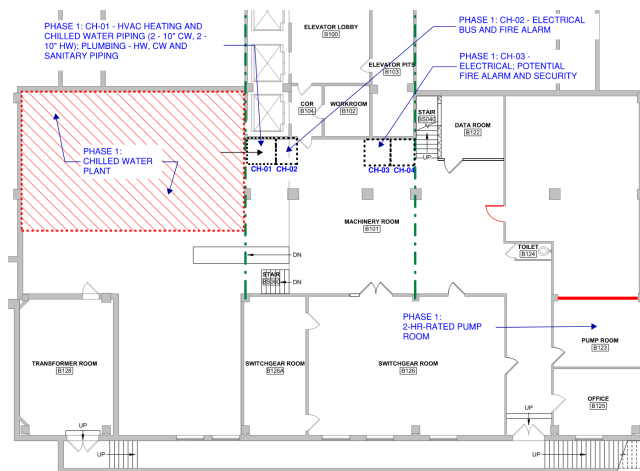 PHASE 1: CH-01 - HVAC HEATING AND
CHILLED WATER PIPING (2 - 10" CW, 2 -
10" HW); PLUMBING - HW, CW AND
SANITARY PIPING
ELEVATOR LOBBY
B100
PHASE 1: CH-02 - ELECTRICAL
BUS AND FIRE ALARM
PHASE 1: CH-03 -
ELECTRICAL; POTENTIAL
FIRE ALARM AND SECURITY
ELEVATOR PITS
B103
COR
B104
WORKROOM
B102
STAIR
BS040
UP
DATA ROOM
B122
PHASE 1:
CHILLED WATER
PLANT
CH-01
CH-02
CH-03
CH-04
MACHINERY ROOM
B101
TOILET
B124
DN
STAIR
DN
PHASE 1:
2-HR-RATED PUMP
ROOM
PUMP ROOM
B123
TRANSFORMER ROOM
B128
SWITCHGEAR ROOM
B126A
SWITCHGEAR ROOM
B126
OFFICE
B125
UP
UP
UP
UP